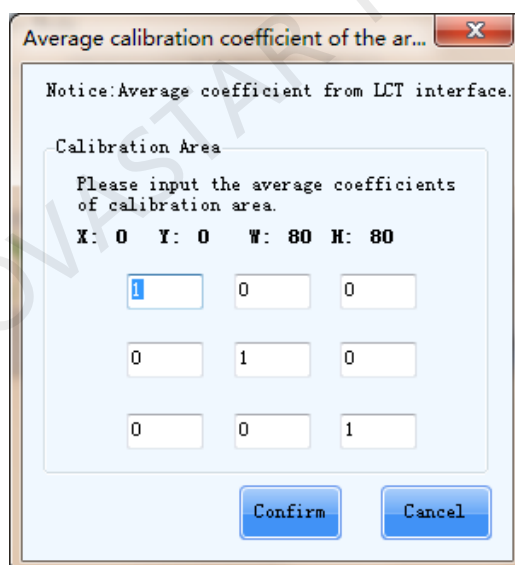 Average calibration coefficient of the ar...
Notice:Average coefficient from LCT interface.
Calibration Area
Please input the average coefficients
of calibration area.
X: 0 Y: 0 W: 80 H: 80
1 0 0
0 1 0
0 0 1
Confirm Cancel